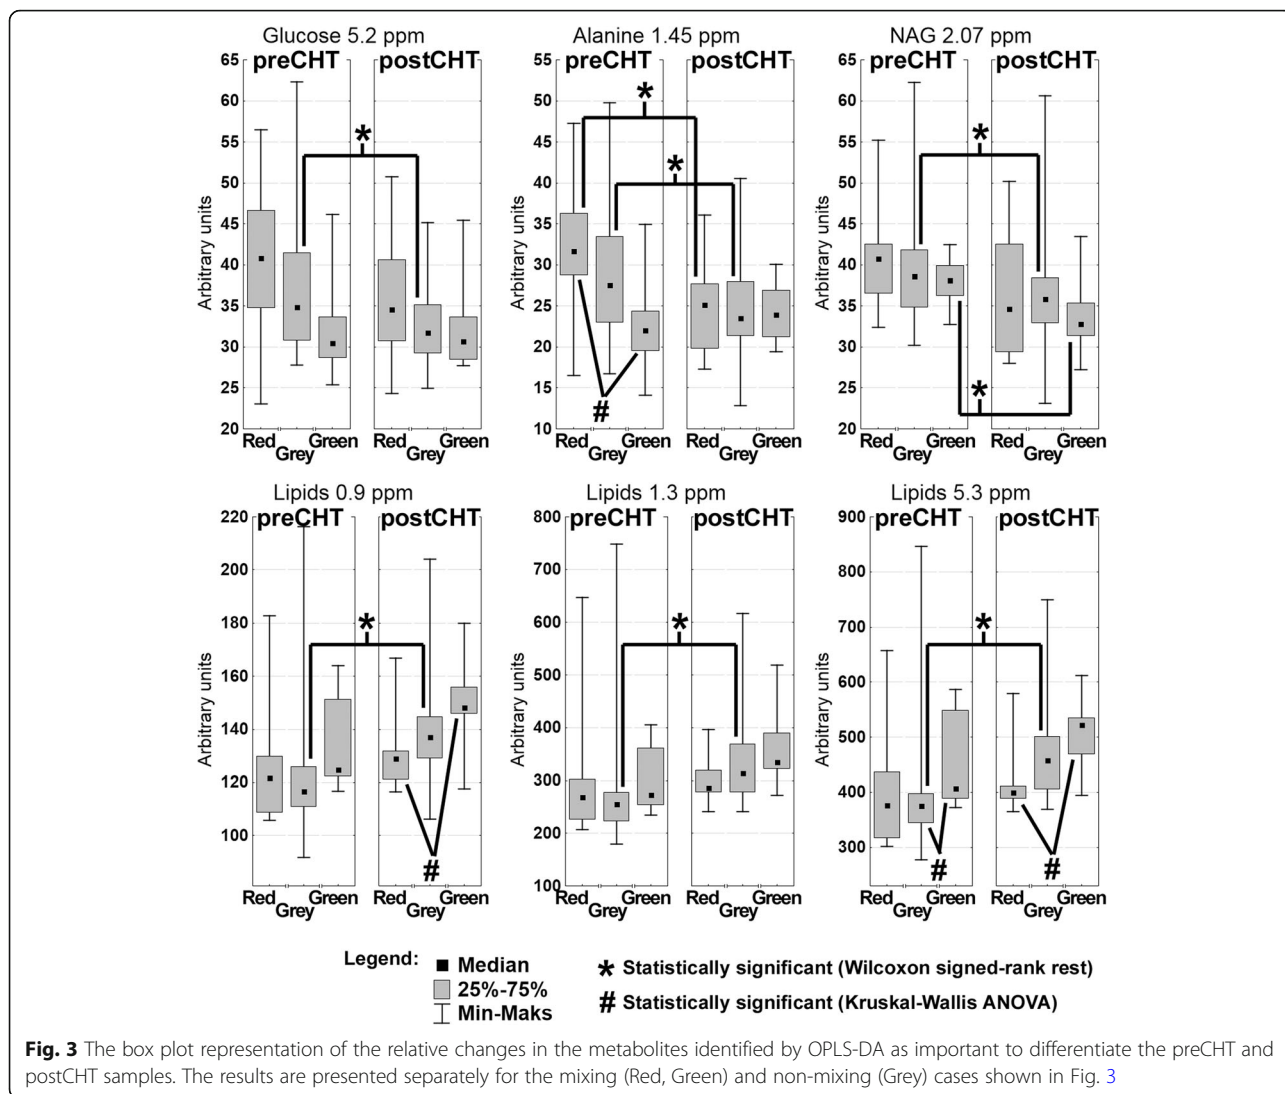 Glucose 5.2 ppm
preCHT postCHT
Arbitrary units
65
65
55
50
45
40
35
30
25
20
Red Grey Green Red Grey Green
*
Alanine 1.45 ppm
preCHT postCHT
55
50
45
40
35
30
25
20
15
10
Red Grey Green Red Grey Green
*
*
#
NAG 2.07 ppm
preCHT postCHT
Arbitrary units
65
60
55
50
45
40
35
30
25
20
Red Grey Green Red Grey Green
*
*
Lipids 0.9 ppm
preCHT postCHT
Arbitrary units
220
200
180
160
140
120
100
Red Grey Green Red Grey Green
*
#
Lipids 1.3 ppm
preCHT postCHT
800
700
600
500
400
300
200
100
Red Grey Green Red Grey Green
*
Lipids 5.3 ppm
preCHT postCHT
Arbitrary units
900
800
700
600
500
400
300
Red Grey Green Red Grey Green
*
#
#
Legend:
Median
25%-75%
Min-Maks
* Statistically significant (Wilcoxon signed-rank rest)
# Statistically significant (Kruskal-Wallis ANOVA)
Fig. 3 The box plot representation of the relative changes in the metabolites identified by OPLS-DA as important to differentiate the preCHT and
postCHT samples. The results are presented separately for the mixing (Red, Green) and non-mixing (Grey) cases shown in Fig. 3